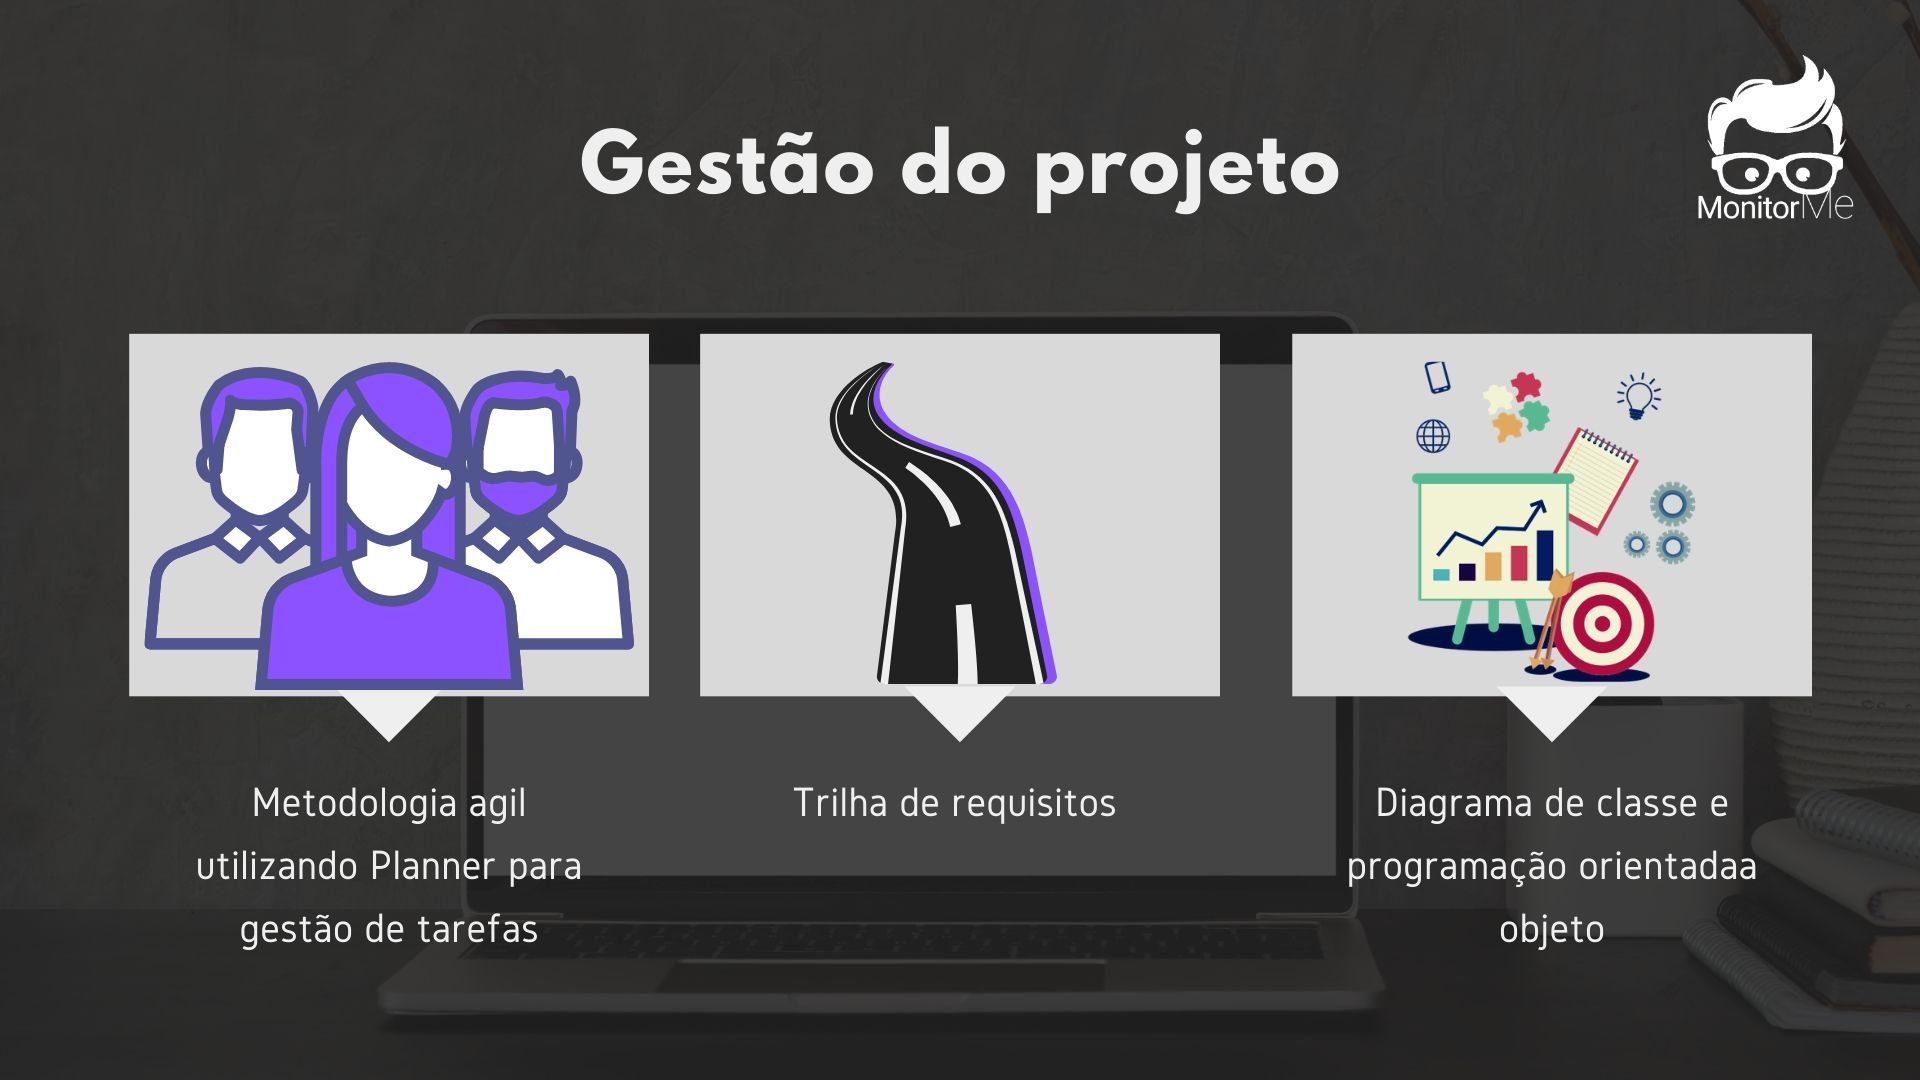 Gestão do projeto
MonitorMe
Metodologia agil
utilizando Planner para
gestão de tarefas
Trilha de requisitos
Diagrama de classe e
programação orientadaa
objeto